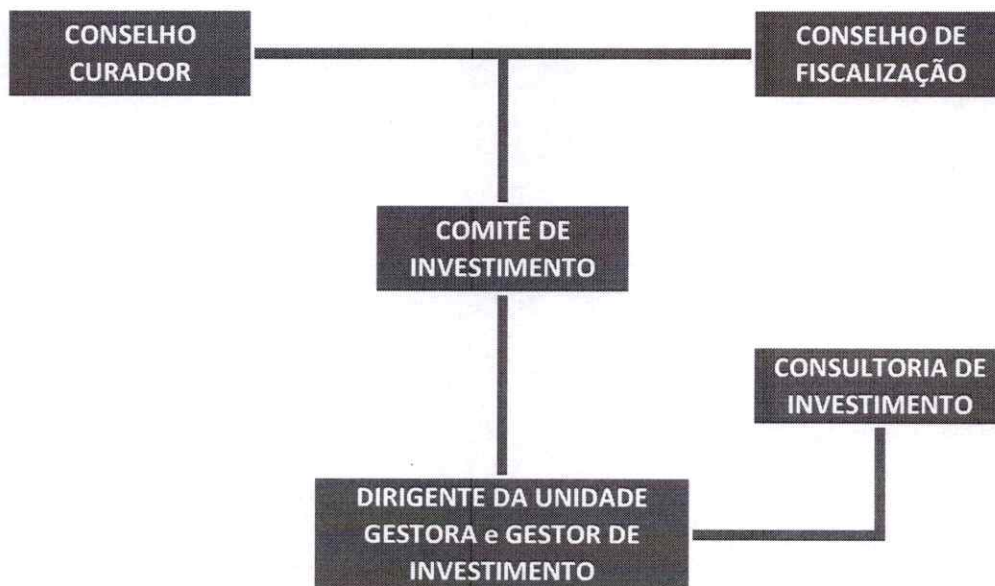 CONSELHO
CURADOR
CONSELHO DE
FISCALIZAÇÃO
COMITÊ DE
INVESTIMENTO
CONSULTORIA DE
INVESTIMENTO
DIRIGENTE DA UNIDADE
GESTORA e GESTOR DE
INVESTIMENTO